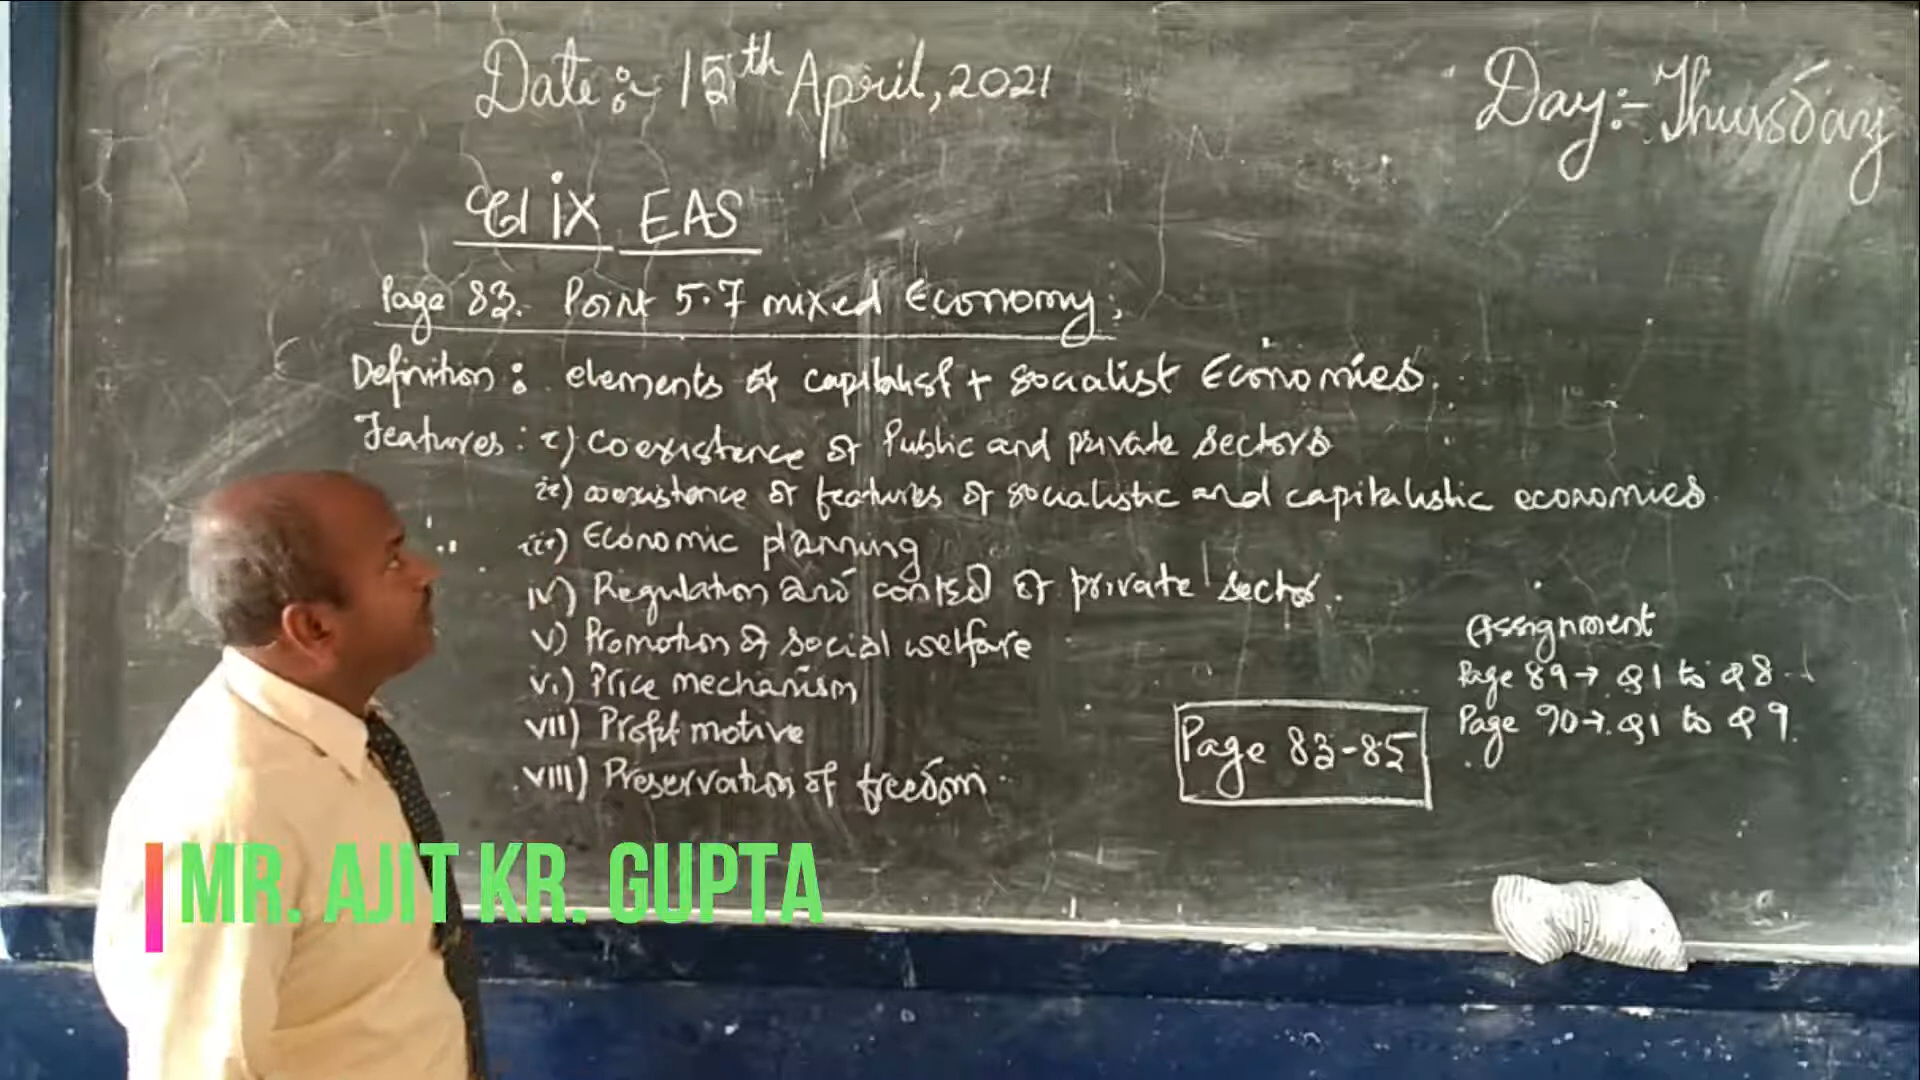 Date:- 15th April, 2021
Day:- Thursday
Cl IX EAS
Page 83. Point 5.7 mixed Economy:
Definition: elements of capitalist + socialist Economies.
Features: i) coexistence of Public and private sectors
ii) coexistence of features of socialistic and capitalistic economies
iii) Economic planning
iv) Regulation and control of private sector.
v) Promotion of social welfare
vi) Price mechanism
vii) Profit motive
viii) Preservation of freedom
Assignment
Page 89→ Q1 to Q8
Page 90→ Q1 to Q9.
Page 83-85
MR. AJIT KR. GUPTA